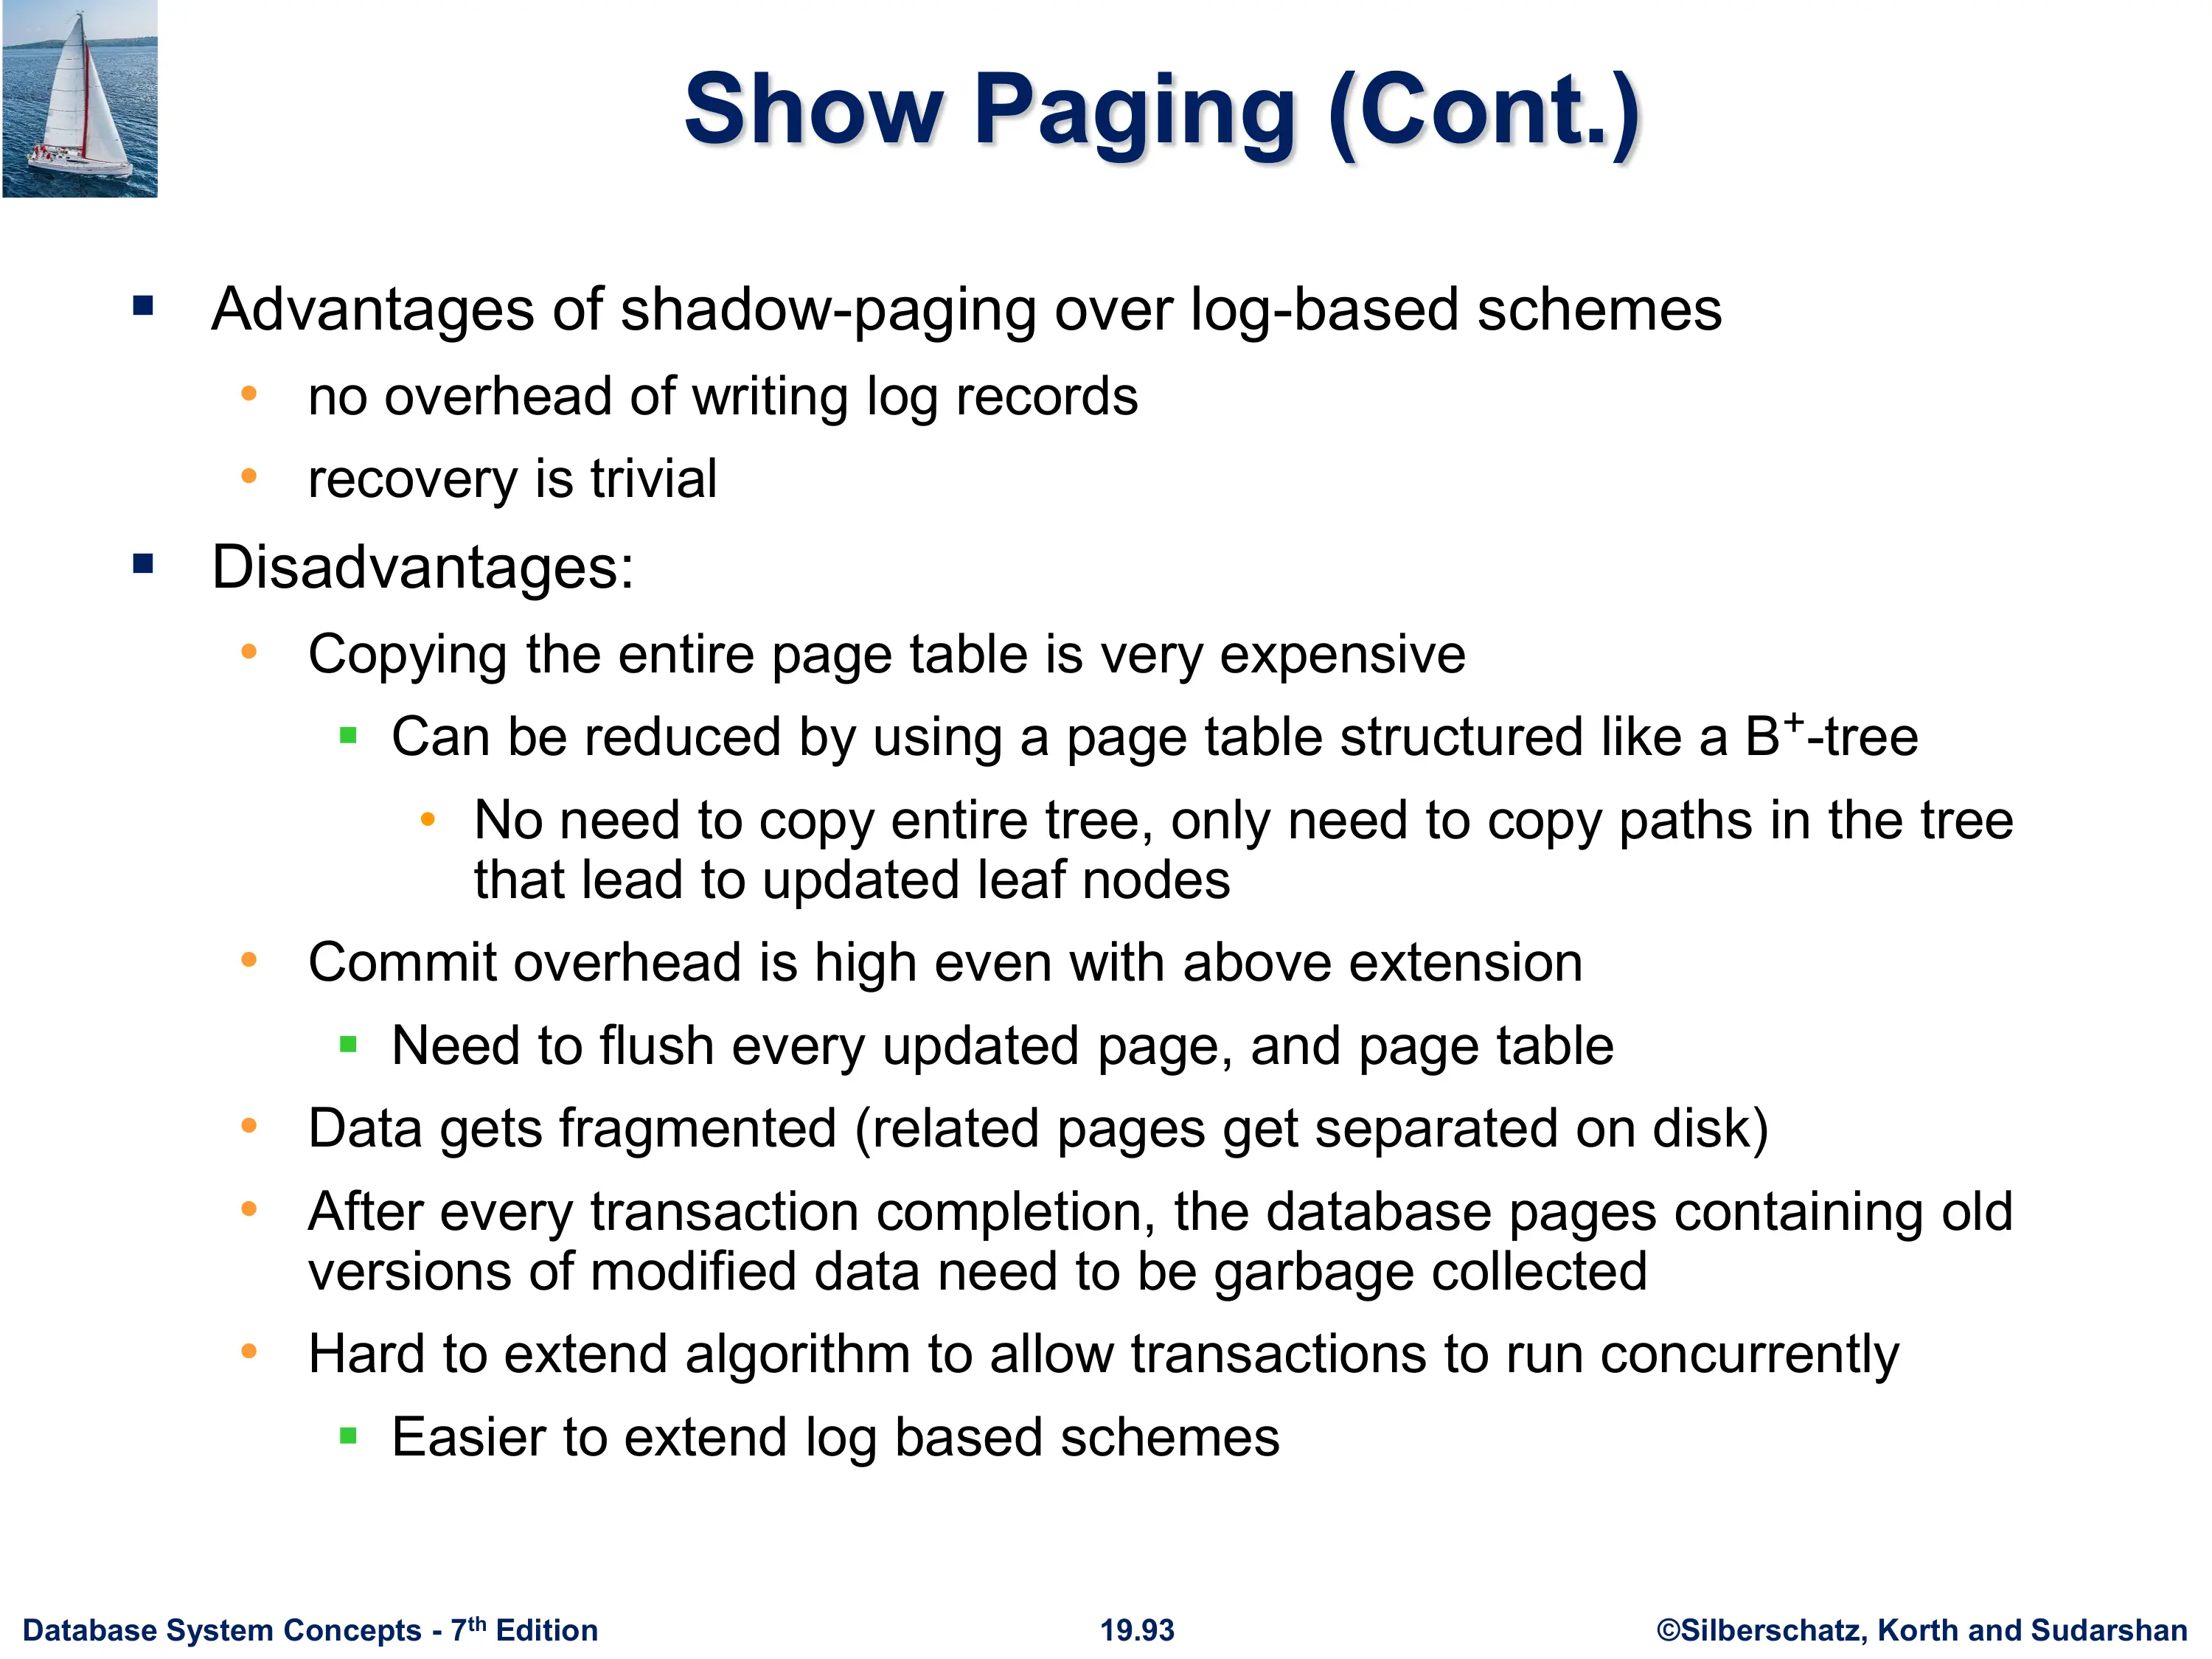 Show Paging (Cont.)
▪ Advantages of shadow-paging over log-based schemes
• no overhead of writing log records
• recovery is trivial
▪ Disadvantages:
• Copying the entire page table is very expensive
▪ Can be reduced by using a page table structured like a B⁺-tree
• No need to copy entire tree, only need to copy paths in the tree
that lead to updated leaf nodes
• Commit overhead is high even with above extension
▪ Need to flush every updated page, and page table
• Data gets fragmented (related pages get separated on disk)
• After every transaction completion, the database pages containing old
versions of modified data need to be garbage collected
• Hard to extend algorithm to allow transactions to run concurrently
▪ Easier to extend log based schemes
Database System Concepts - 7ᵗʰ Edition 19.93 ©Silberschatz, Korth and Sudarshan